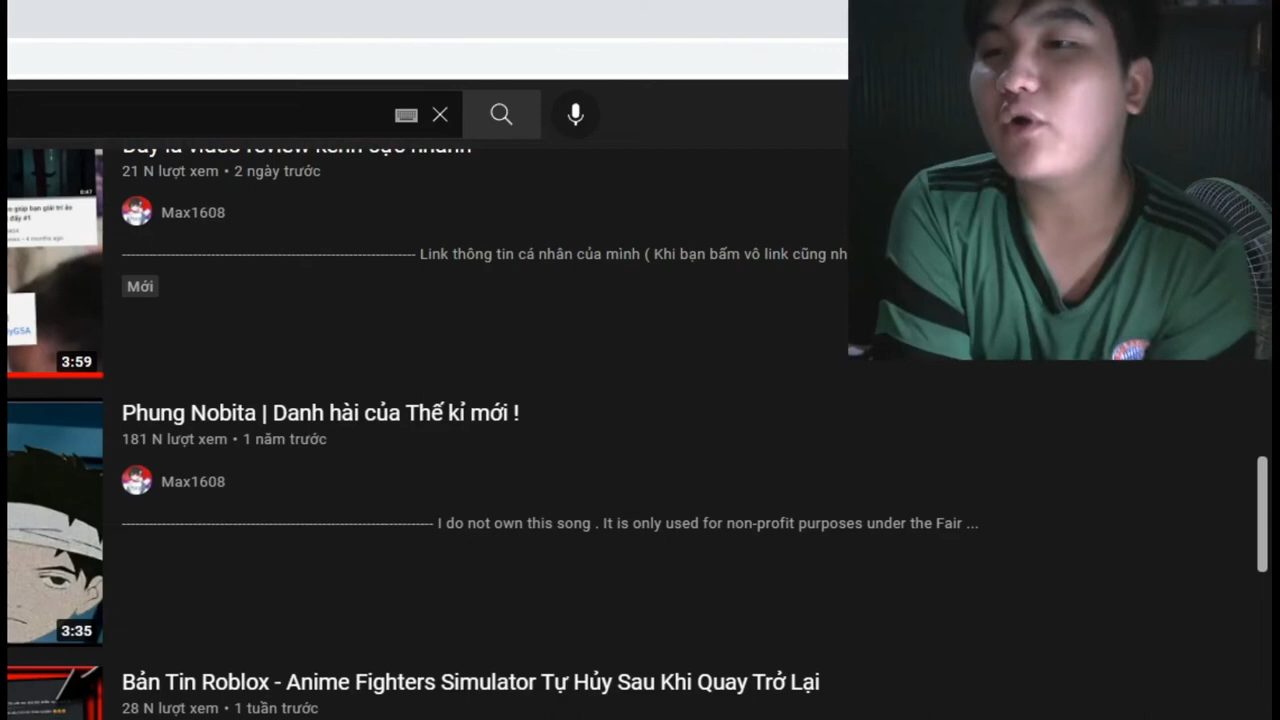 21 N lượt xem • 2 ngày trước
Max1608
Link thông tin cá nhân của mình ( Khi bạn bấm vô link cũng nh
Mới
3:59
Phung Nobita | Danh hài của Thế kỉ mới !
181 N lượt xem • 1 năm trước
Max1608
I do not own this song . It is only used for non-profit purposes under the Fair ...
3:35
Bản Tin Roblox - Anime Fighters Simulator Tự Hủy Sau Khi Quay Trở Lại
28 N lượt xem • 1 tuần trước